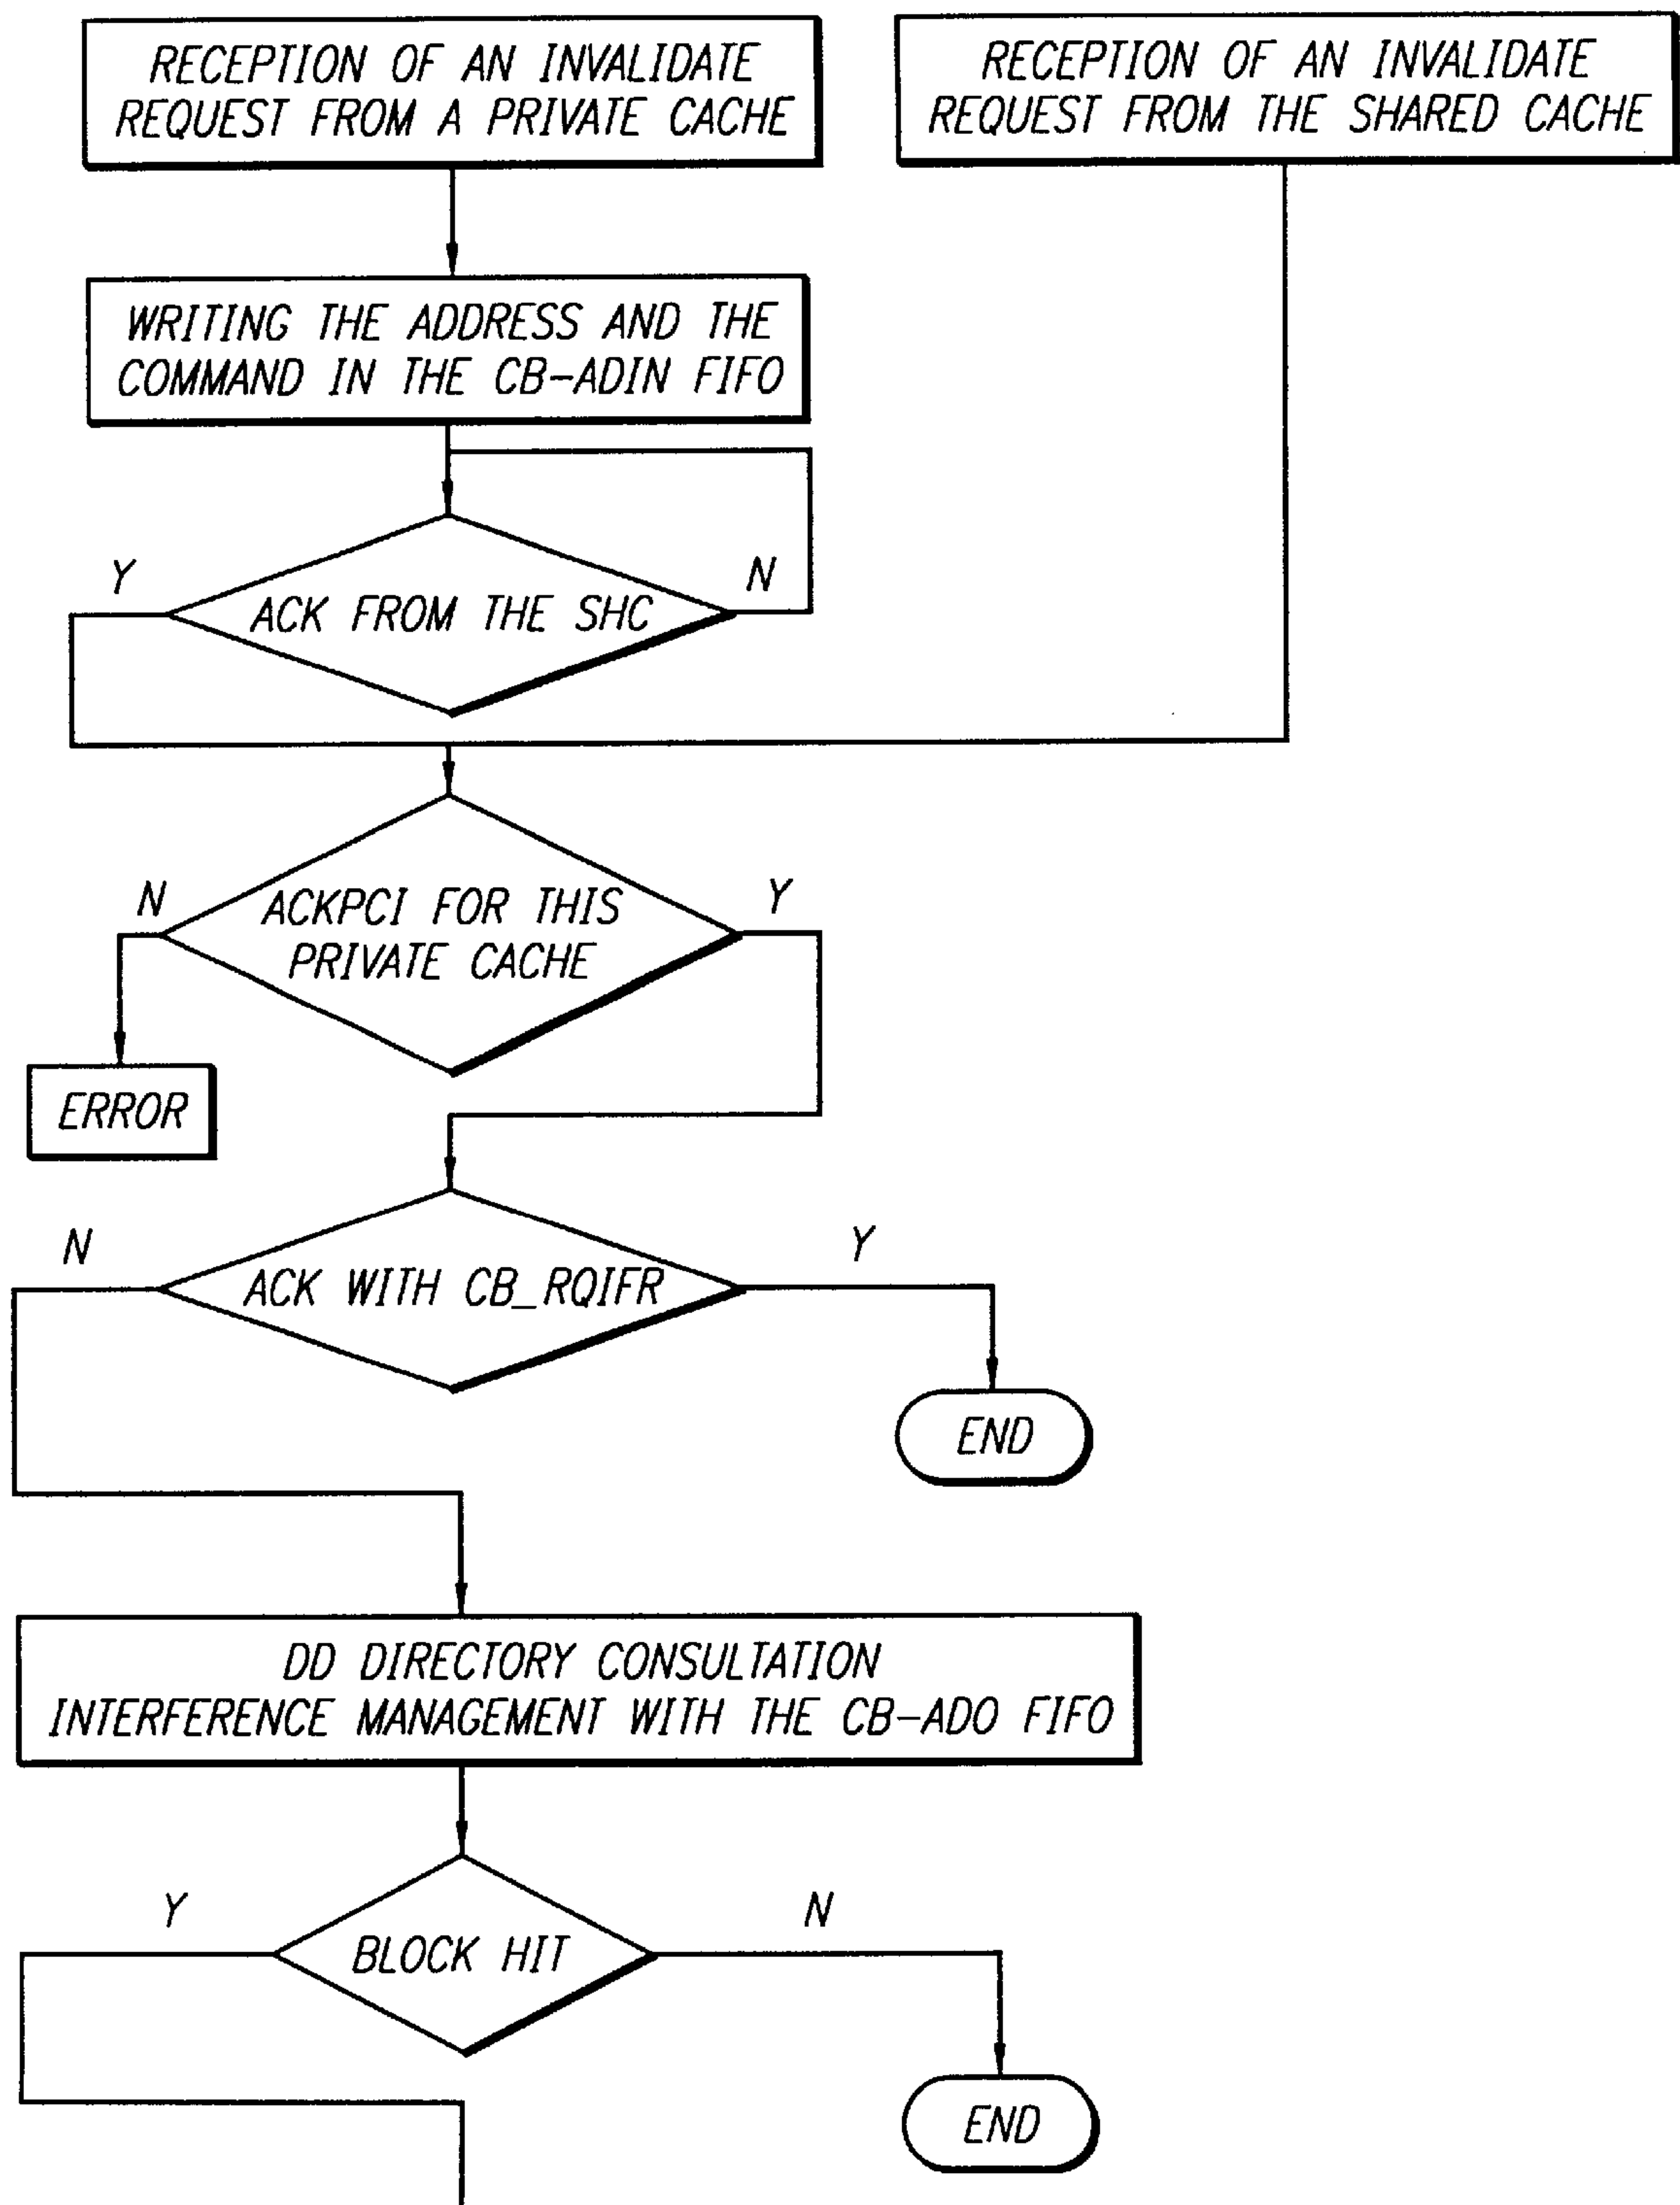 RECEPTION OF AN INVALIDATE
REQUEST FROM A PRIVATE CACHE
RECEPTION OF AN INVALIDATE
REQUEST FROM THE SHARED CACHE
WRITING THE ADDRESS AND THE
COMMAND IN THE CB-ADIN FIFO
Y
N
ACK FROM THE SHC
N
Y
ACKPCI FOR THIS
PRIVATE CACHE
ERROR
N
Y
ACK WITH CB_RQIFR
END
DD DIRECTORY CONSULTATION
INTERFERENCE MANAGEMENT WITH THE CB-ADO FIFO
Y
N
BLOCK HIT
END